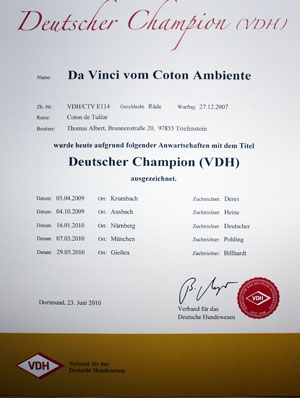 Deutscher Champion (VDH)
Name: Da Vinci vom Coton Ambiente
Zb.-Nr.: VDH/CTV E114 Geschlecht: Rüde Wurftag: 27.12.2007
Rasse: Coton de Tuléar
Besitzer: Thomas Albert, Brunnenstraße 20, 97855 Triefenstein
wurde heute aufgrund folgender Anwartschaften mit dem Titel
Deutscher Champion (VDH)
ausgezeichnet.
Datum: 05.04.2009 Ort: Krumbach Zuchtrichter: Deres
Datum: 04.10.2009 Ort: Ansbach Zuchtrichter: Heine
Datum: 16.01.2010 Ort: Nürnberg Zuchtrichter: Deutscher
Datum: 07.03.2010 Ort: München Zuchtrichter: Pohling
Datum: 29.05.2010 Ort: Gießen Zuchtrichter: Billhardt
Dortmund, 23. Juni 2010
Verband für das
Deutsche Hundewesen
VDH
VDH
Verband für das
Deutsche Hundewesen